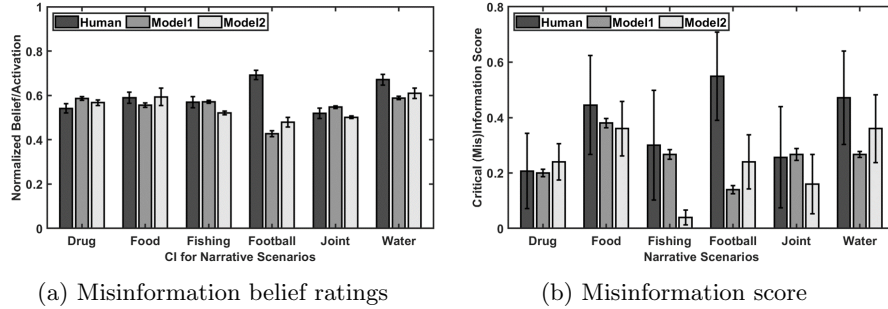 Human Model1 Model2
Normalized Belief/Activation
1
0.8
0.6
0.4
0.2
0
Drug Food Fishing Football Joint Water
CI for Narrative Scenarios
(a) Misinformation belief ratings
Human Model1 Model2
Critical (Mis)Information Score
1
0.8
0.6
0.4
0.2
0
Drug Food Fishing Football Joint Water
Narrative Scenarios
(b) Misinformation score